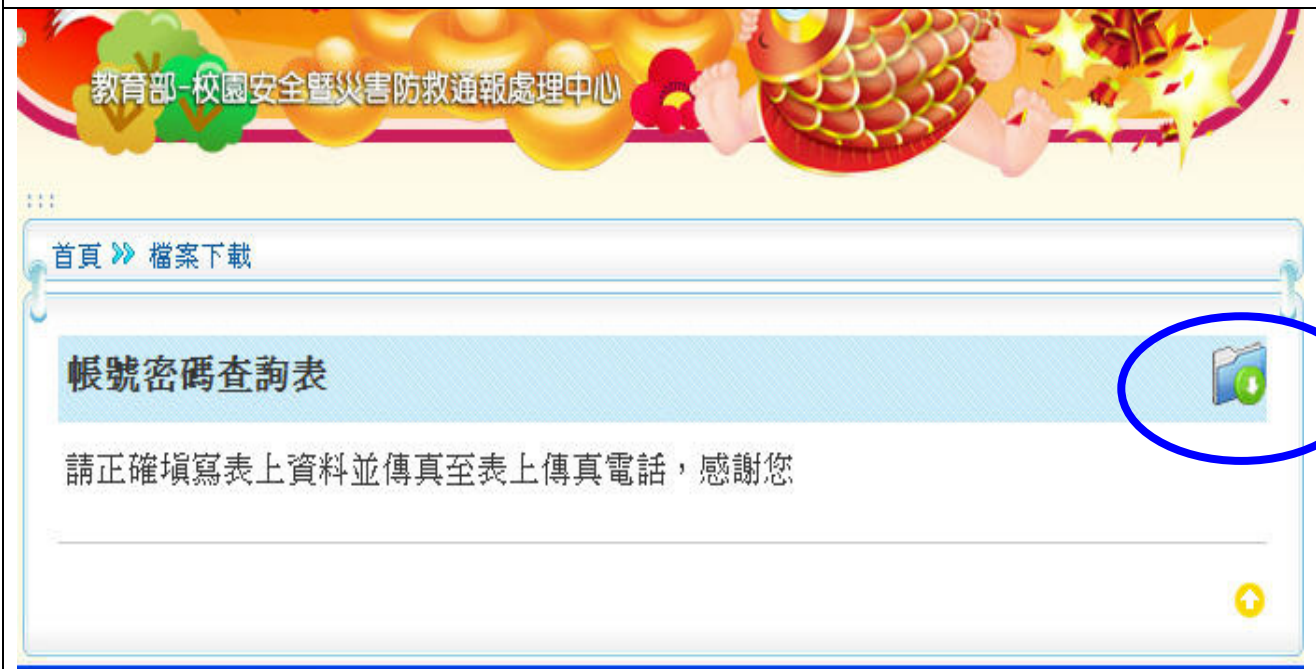 教育部-校園安全暨災害防救通報處理中心
:::
首頁 》 檔案下載
帳號密碼查詢表
請正確填寫表上資料並傳真至表上傳真電話，感謝您